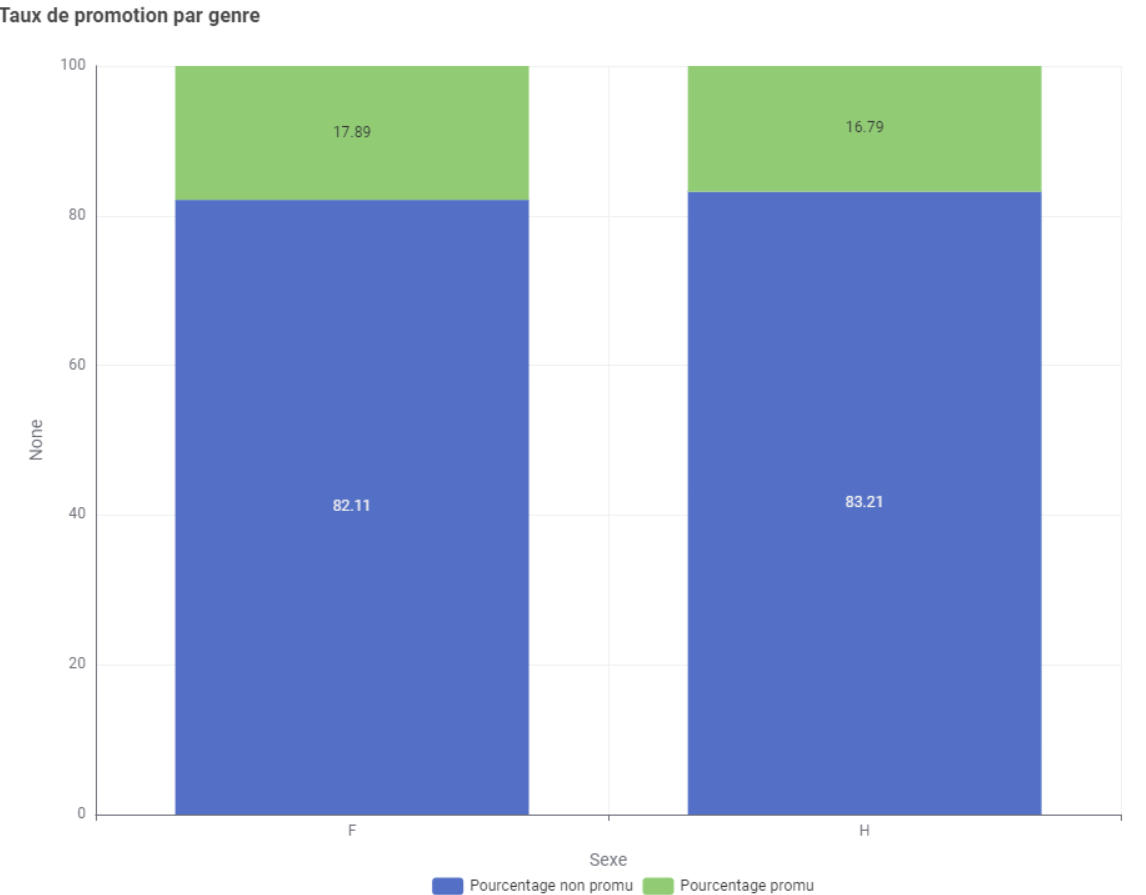 Taux de promotion par genre
100
17.89
16.79
80
60
None
82.11
83.21
40
20
0
F
H
Sexe
Pourcentage non promu
Pourcentage promu